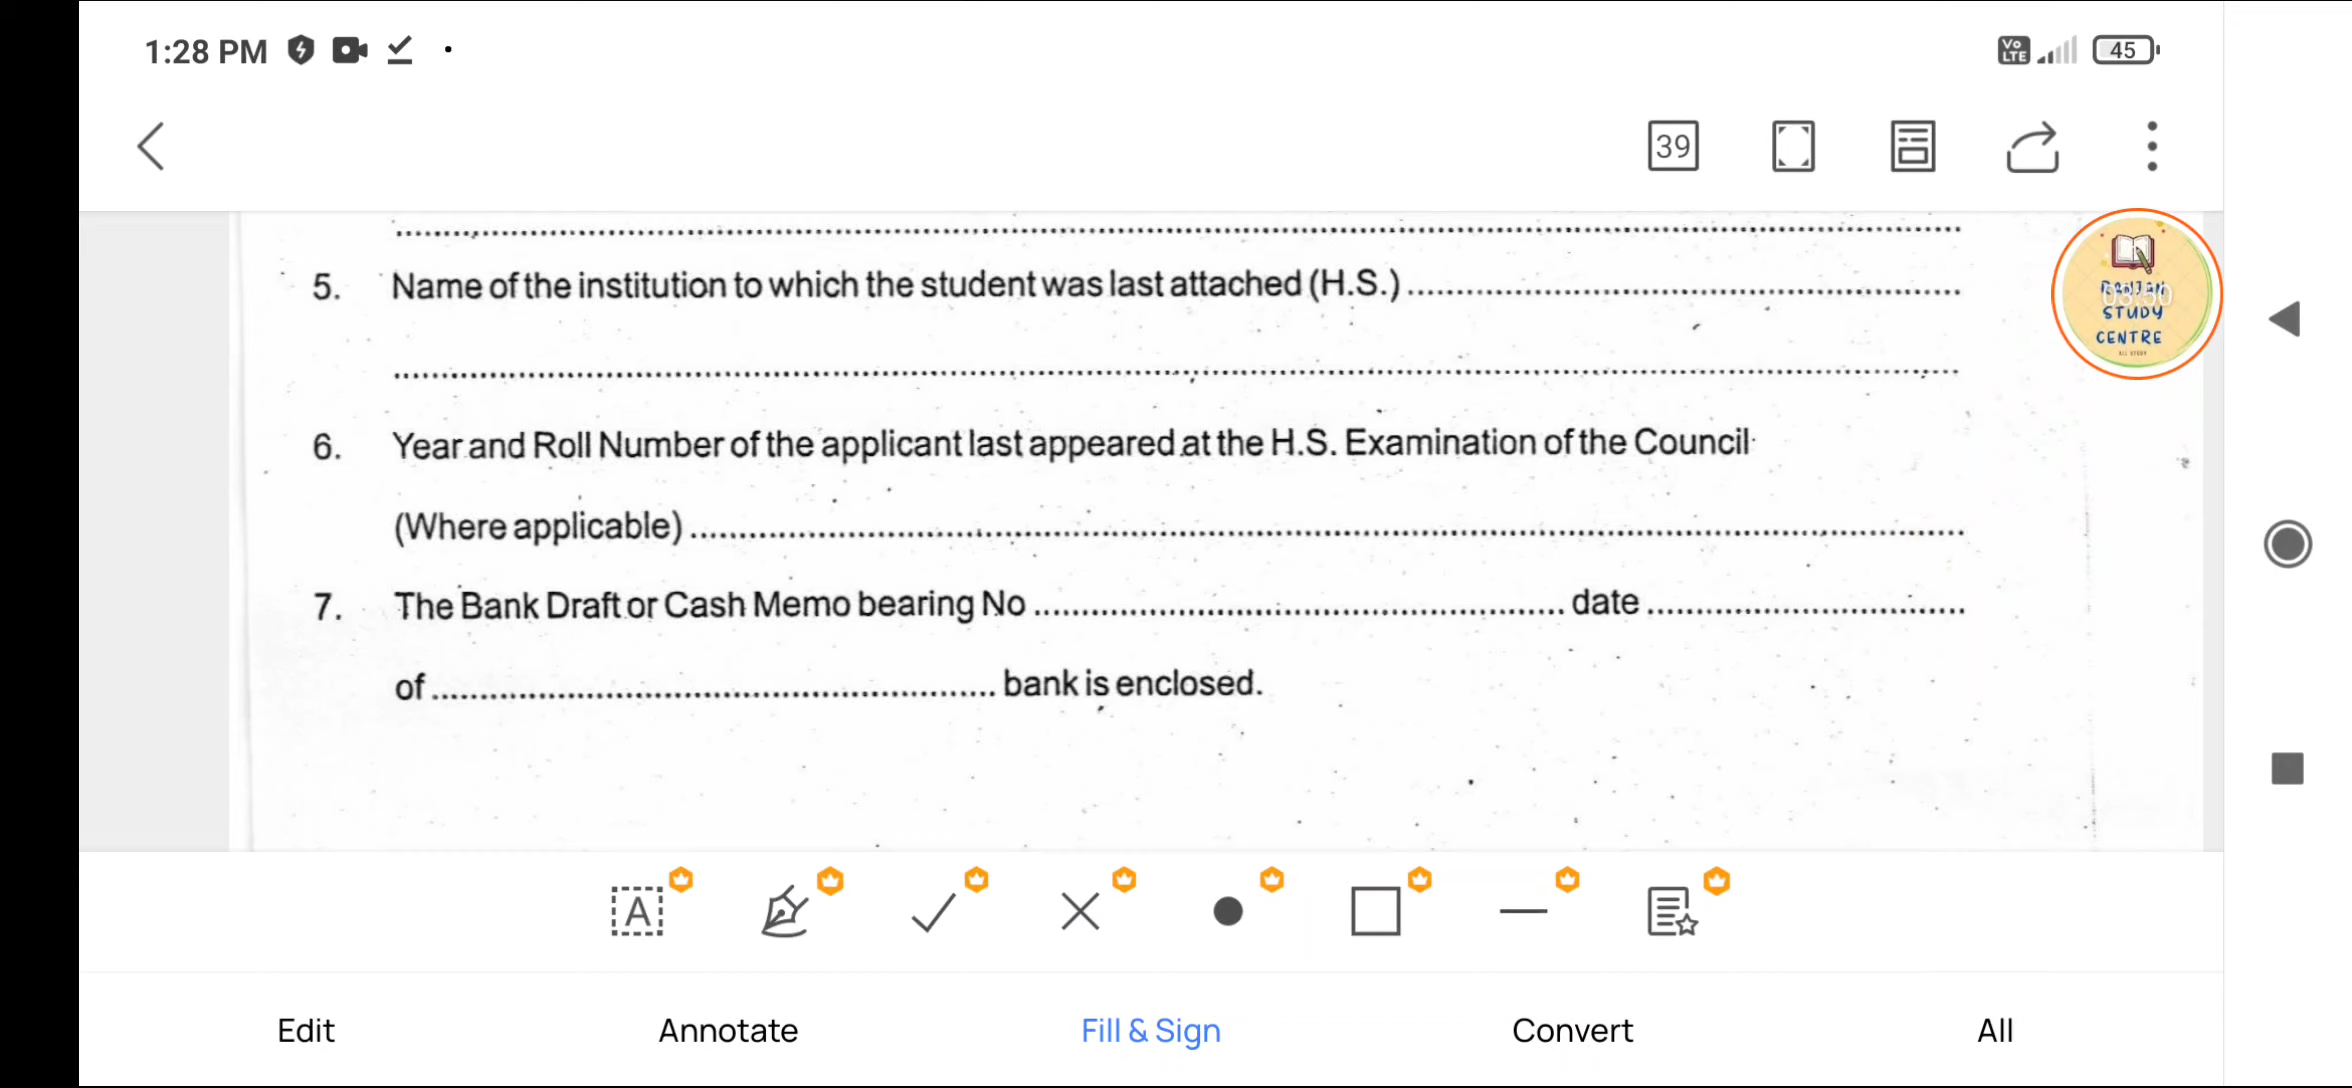 1:28 PM
Vo LTE
45
39
5. Name of the institution to which the student was last attached (H.S.) ..............................
..............................
6. Year and Roll Number of the applicant last appeared at the H.S. Examination of the Council
(Where applicable) ..............................
7. The Bank Draft or Cash Memo bearing No .............................. date ..............................
of .............................. bank is enclosed.
STUDY
CENTRE
A
Edit
Annotate
Fill & Sign
Convert
All